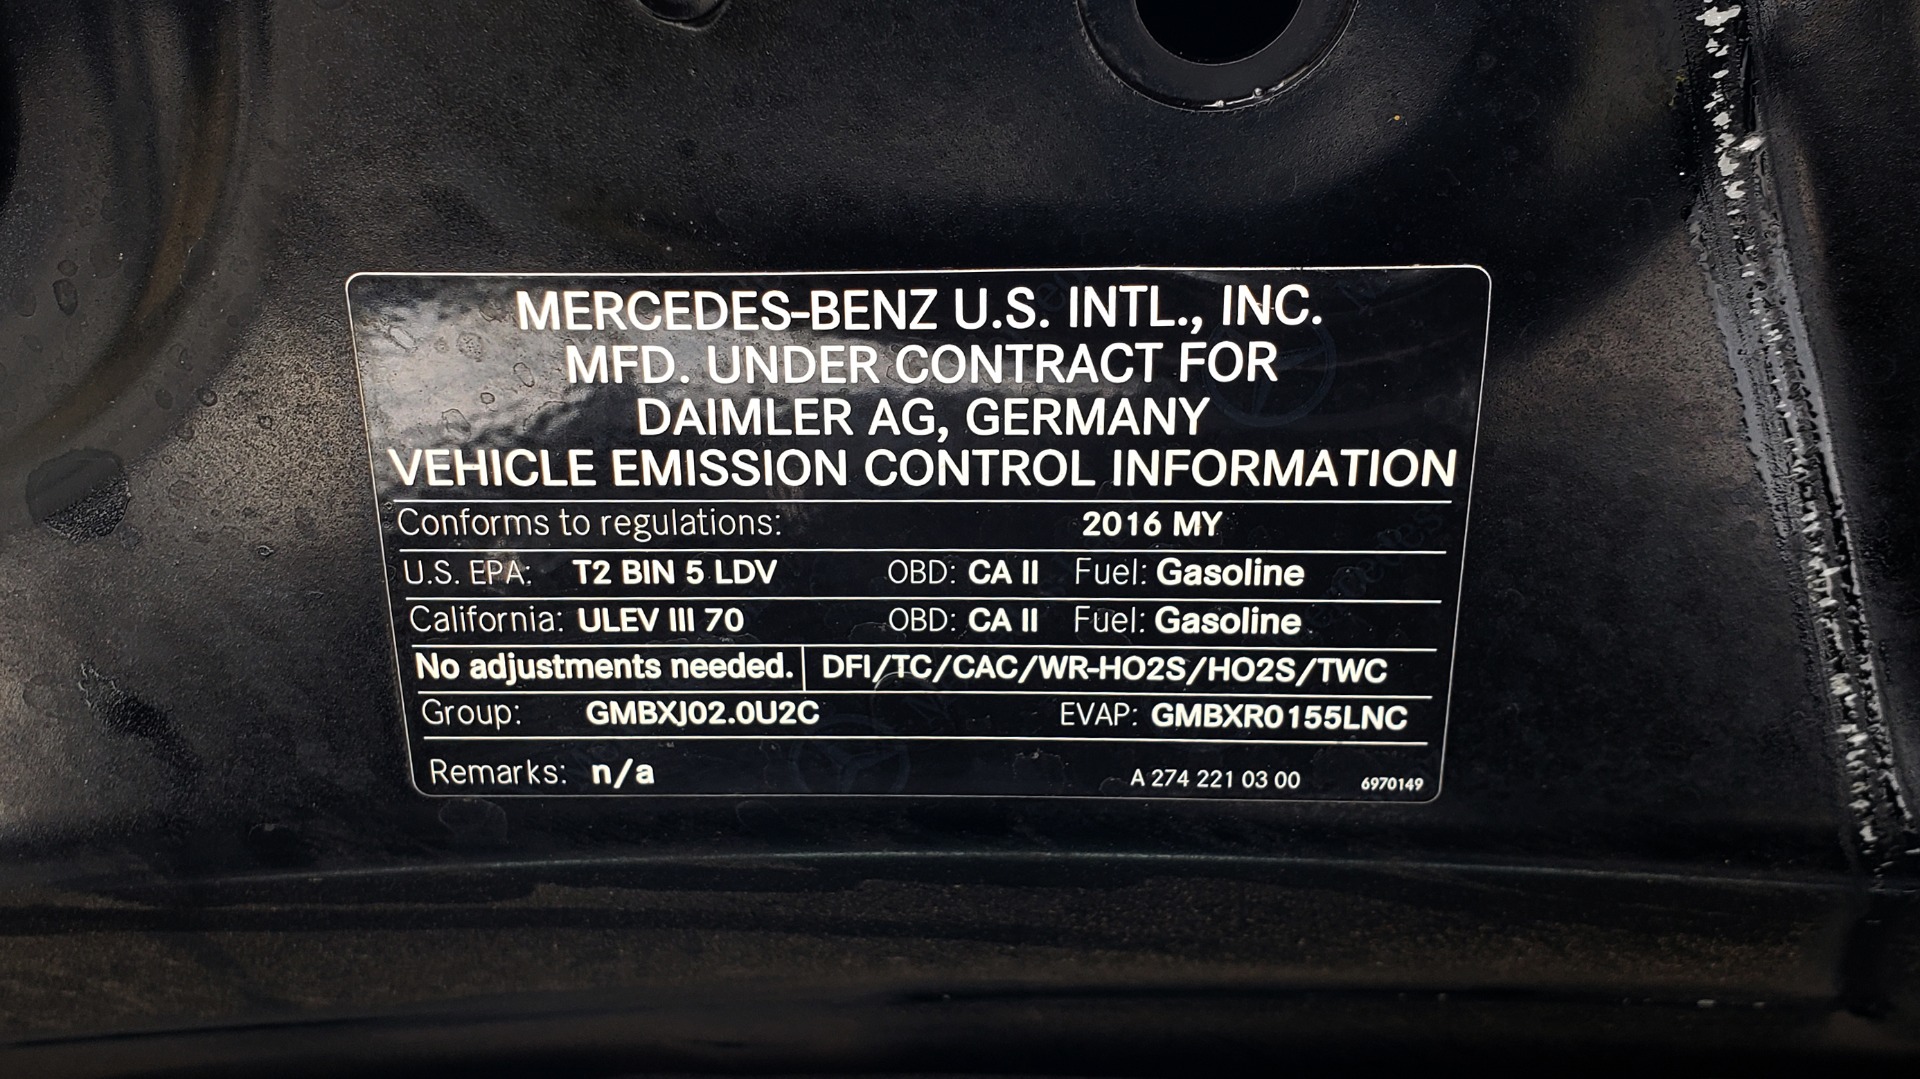 MERCEDES-BENZ U.S. INTL., INC.
MFD. UNDER CONTRACT FOR
DAIMLER AG, GERMANY
VEHICLE EMISSION CONTROL INFORMATION
Conforms to regulations: 2016 MY
U.S. EPA: T2 BIN 5 LDV OBD: CA II Fuel: Gasoline
California: ULEV III 70 OBD: CA II Fuel: Gasoline
No adjustments needed. DFI/TC/CAC/WR-HO2S/HO2S/TWC
Group: GMBXJ02.0U2C EVAP: GMBXR0155LNC
Remarks: n/a A 274 221 03 00 6970149